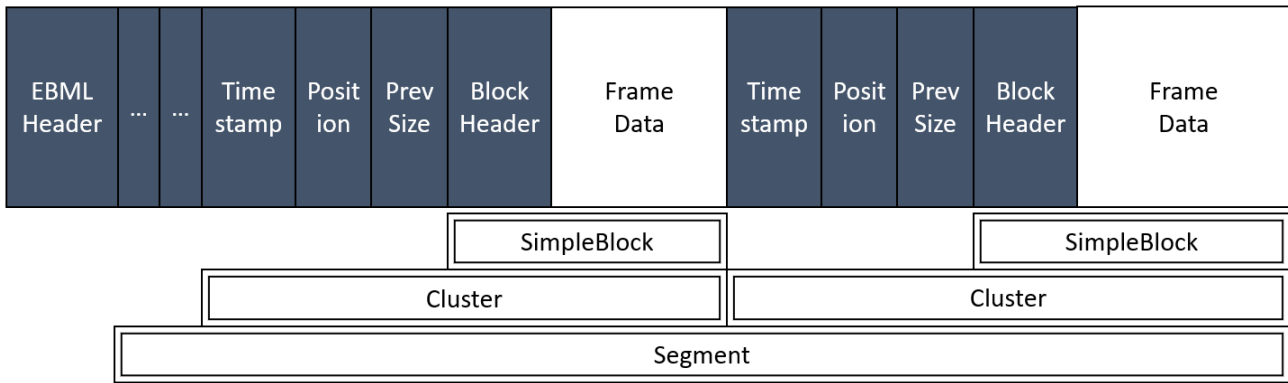 EBML
Header
...
...
Time
stamp
Posit
ion
Prev
Size
Block
Header
Frame
Data
Time
stamp
Posit
ion
Prev
Size
Block
Header
Frame
Data
SimpleBlock
SimpleBlock
Cluster
Cluster
Segment